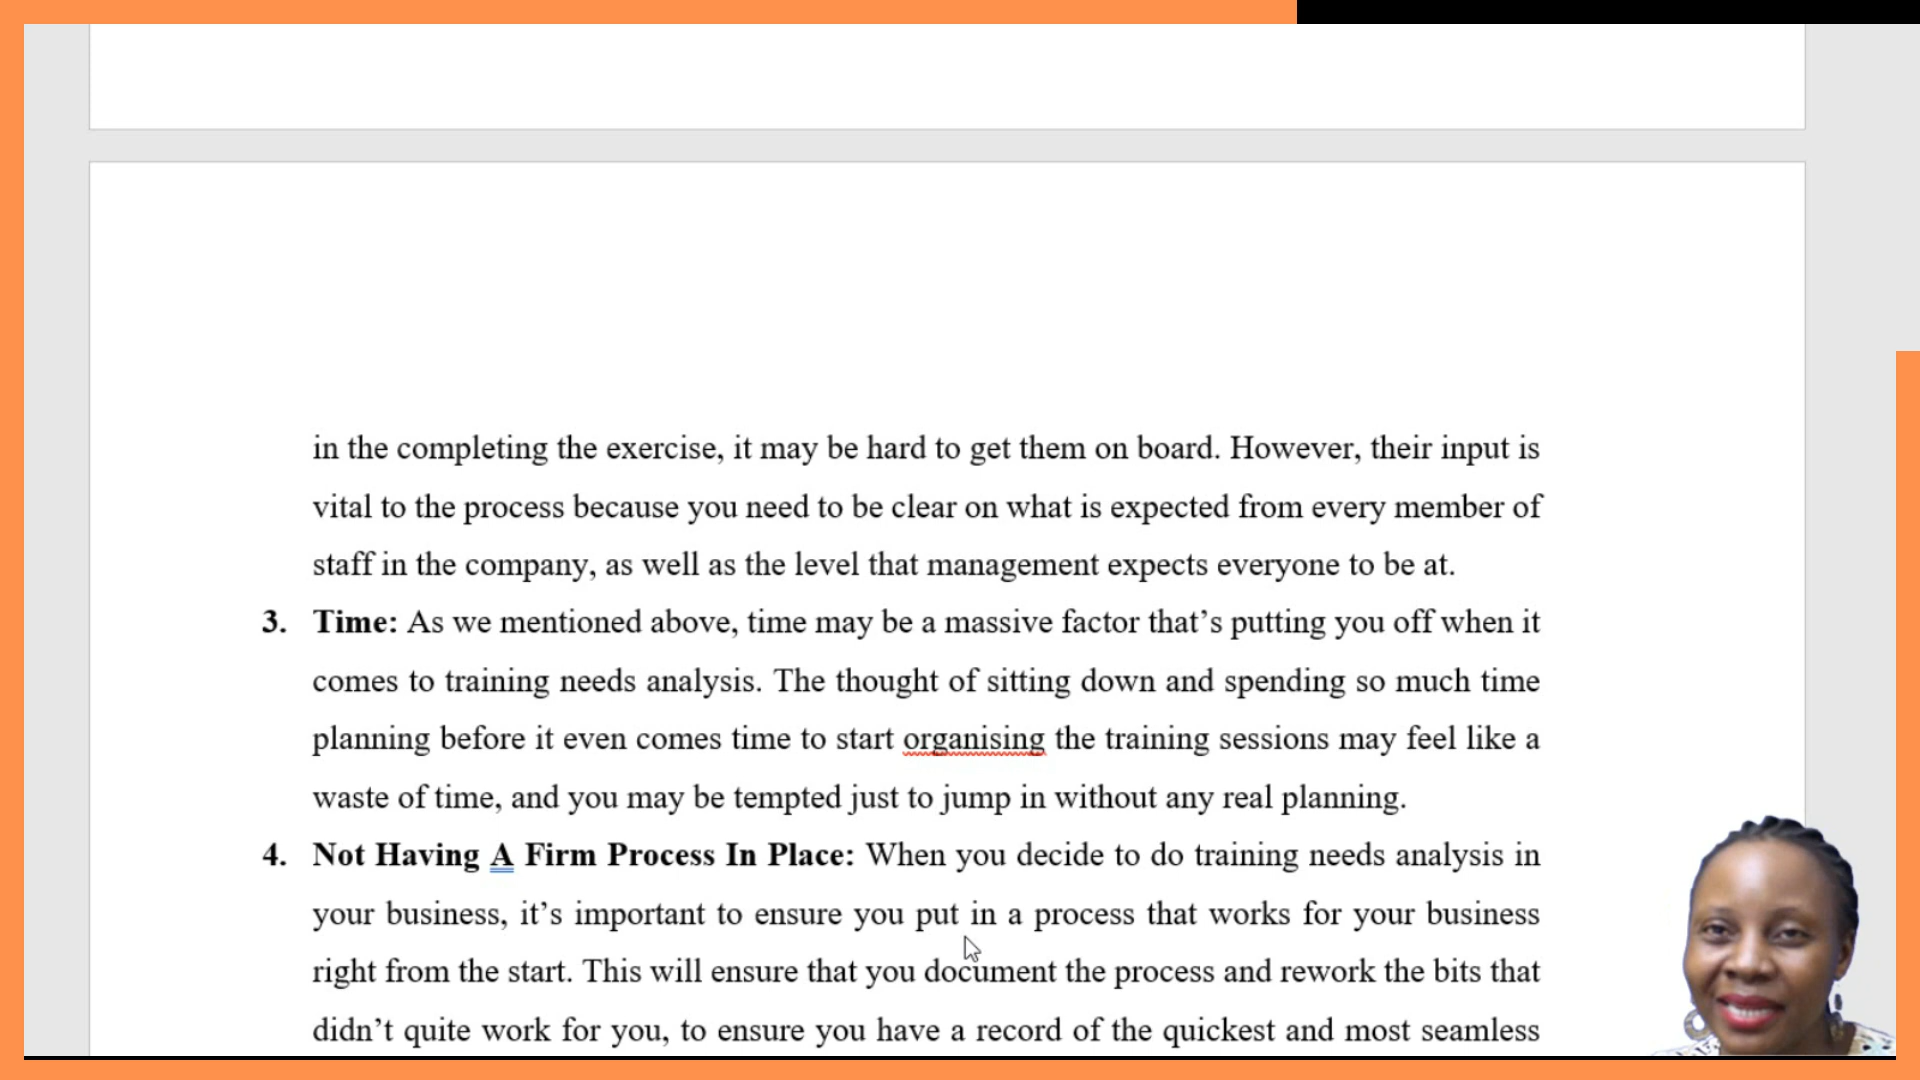 in the completing the exercise, it may be hard to get them on board. However, their input is
vital to the process because you need to be clear on what is expected from every member of
staff in the company, as well as the level that management expects everyone to be at.
3. Time: As we mentioned above, time may be a massive factor that’s putting you off when it
comes to training needs analysis. The thought of sitting down and spending so much time
planning before it even comes time to start organising the training sessions may feel like a
waste of time, and you may be tempted just to jump in without any real planning.
4. Not Having A Firm Process In Place: When you decide to do training needs analysis in
your business, it’s important to ensure you put in a process that works for your business
right from the start. This will ensure that you document the process and rework the bits that
didn’t quite work for you, to ensure you have a record of the quickest and most seamless